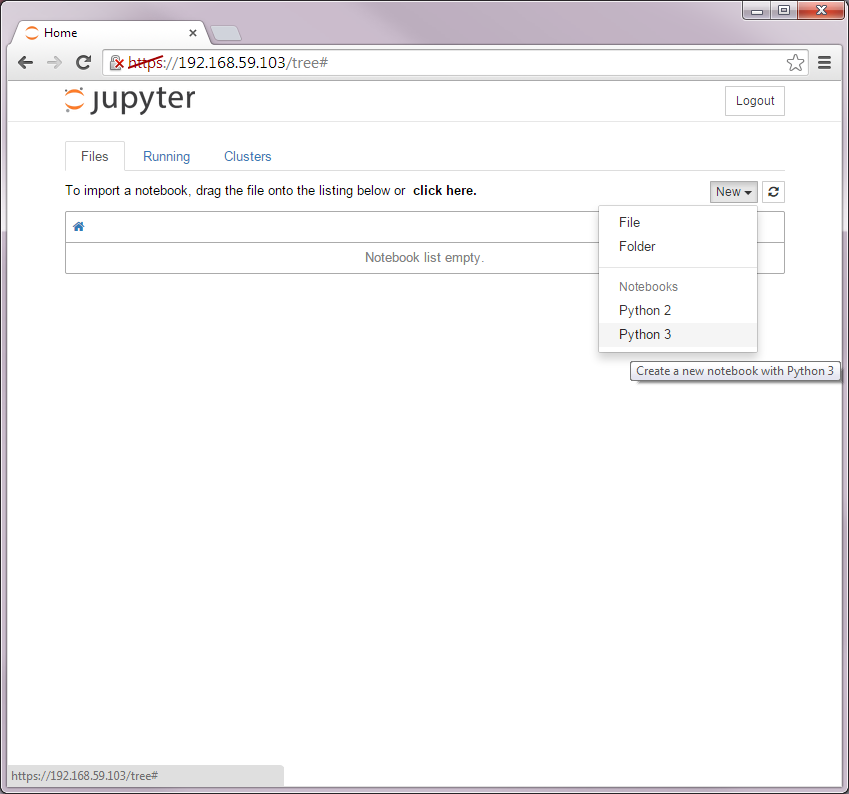 Home
https://192.168.59.103/tree#
jupyter
Logout
Files Running Clusters
To import a notebook, drag the file onto the listing below or click here.
New
Notebook list empty.
File
Folder
Notebooks
Python 2
Python 3
Create a new notebook with Python 3
https://192.168.59.103/tree#